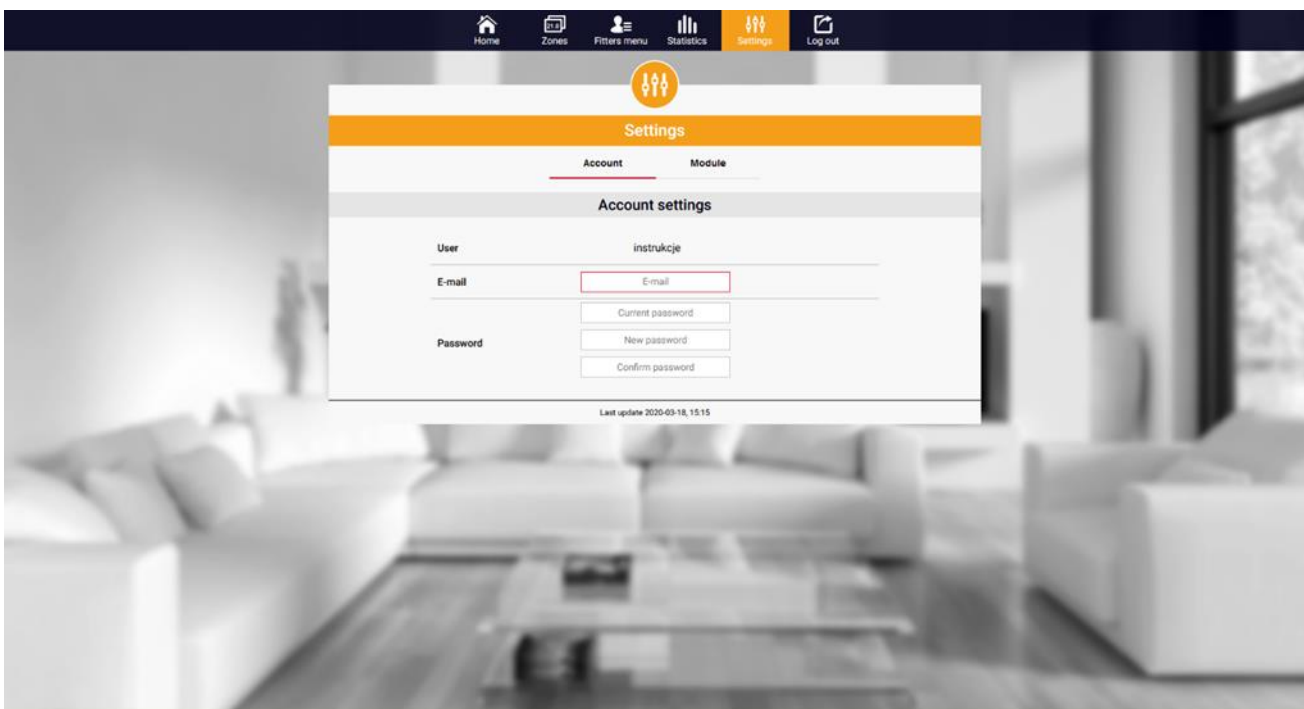 Home Zones Fitters menu Statistics Settings Log out
Settings
Account Module
Account settings
User instrukcje
E-mail E-mail
Current password
Password New password
Confirm password
Last update 2020-03-18, 15:15